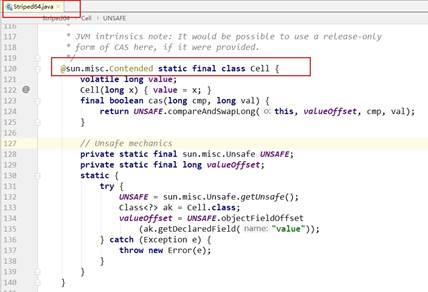 Striped64.java
Striped64 Cell UNSAFE
116 *
117 * JVM intrinsics note: It would be possible to use a release-only
118 * form of CAS here, if it were provided.
119 */
120 @sun.misc.Contended static final class Cell {
121 volatile long value;
122 Cell(long x) { value = x; }
123 final boolean cas(long cmp, long val) {
124 return UNSAFE.compareAndSwapLong( o: this, valueOffset, cmp, val);
125 }
126
127 // Unsafe mechanics
128 private static final sun.misc.Unsafe UNSAFE;
129 private static final long valueOffset;
130 static {
131 try {
132 UNSAFE = sun.misc.Unsafe.getUnsafe();
133 Class<?> ak = Cell.class;
134 valueOffset = UNSAFE.objectFieldOffset
135 (ak.getDeclaredField( name: "value"));
136 } catch (Exception e) {
137 throw new Error(e);
138 }
139 }
140 }